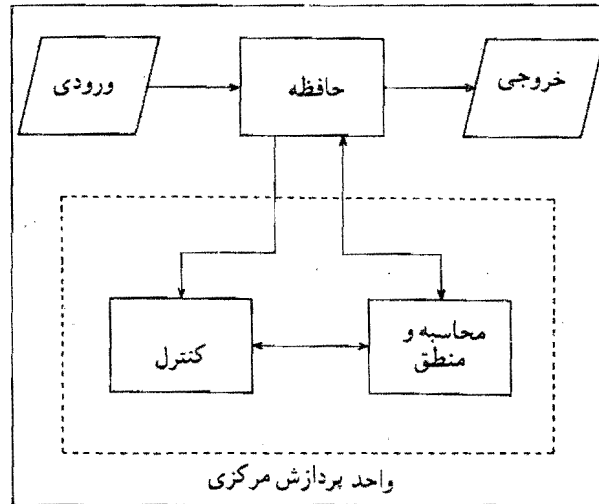 ورودی
حافظه
خروجی
کنترل
محاسبه و
منطق
واحد پردازش مرکزی